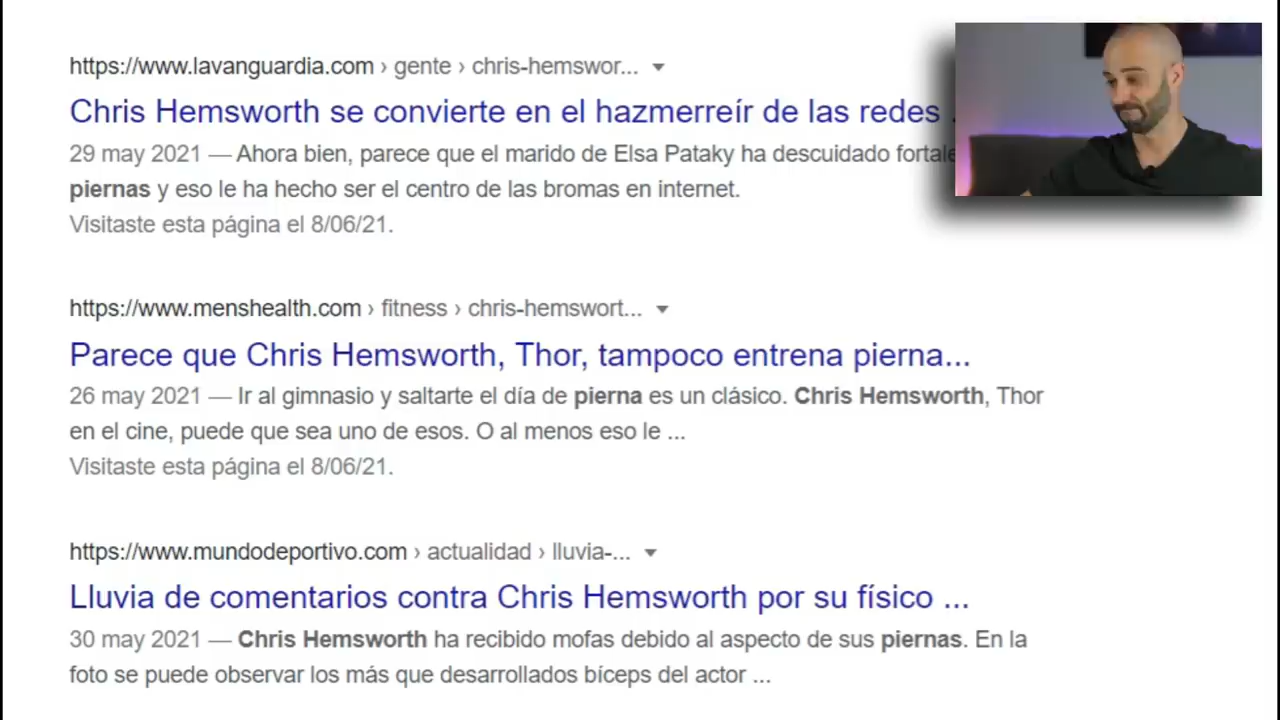 https://www.lavanguardia.com › gente › chris-hemswor...
Chris Hemsworth se convierte en el hazmerreír de las redes
29 may 2021 — Ahora bien, parece que el marido de Elsa Pataky ha descuidado
piernas y eso le ha hecho ser el centro de las bromas en internet.
Visitaste esta página el 8/06/21.
https://www.menshealth.com › fitness › chris-hemswort...
Parece que Chris Hemsworth, Thor, tampoco entrena pierna...
26 may 2021 — Ir al gimnasio y saltarte el día de pierna es un clásico. Chris Hemsworth, Thor
en el cine, puede que sea uno de esos. O al menos eso le ...
Visitaste esta página el 8/06/21.
https://www.mundodeportivo.com › actualidad › lluvia-...
Lluvia de comentarios contra Chris Hemsworth por su físico ...
30 may 2021 — Chris Hemsworth ha recibido mofas debido al aspecto de sus piernas. En la
foto se puede observar los más que desarrollados bíceps del actor ...